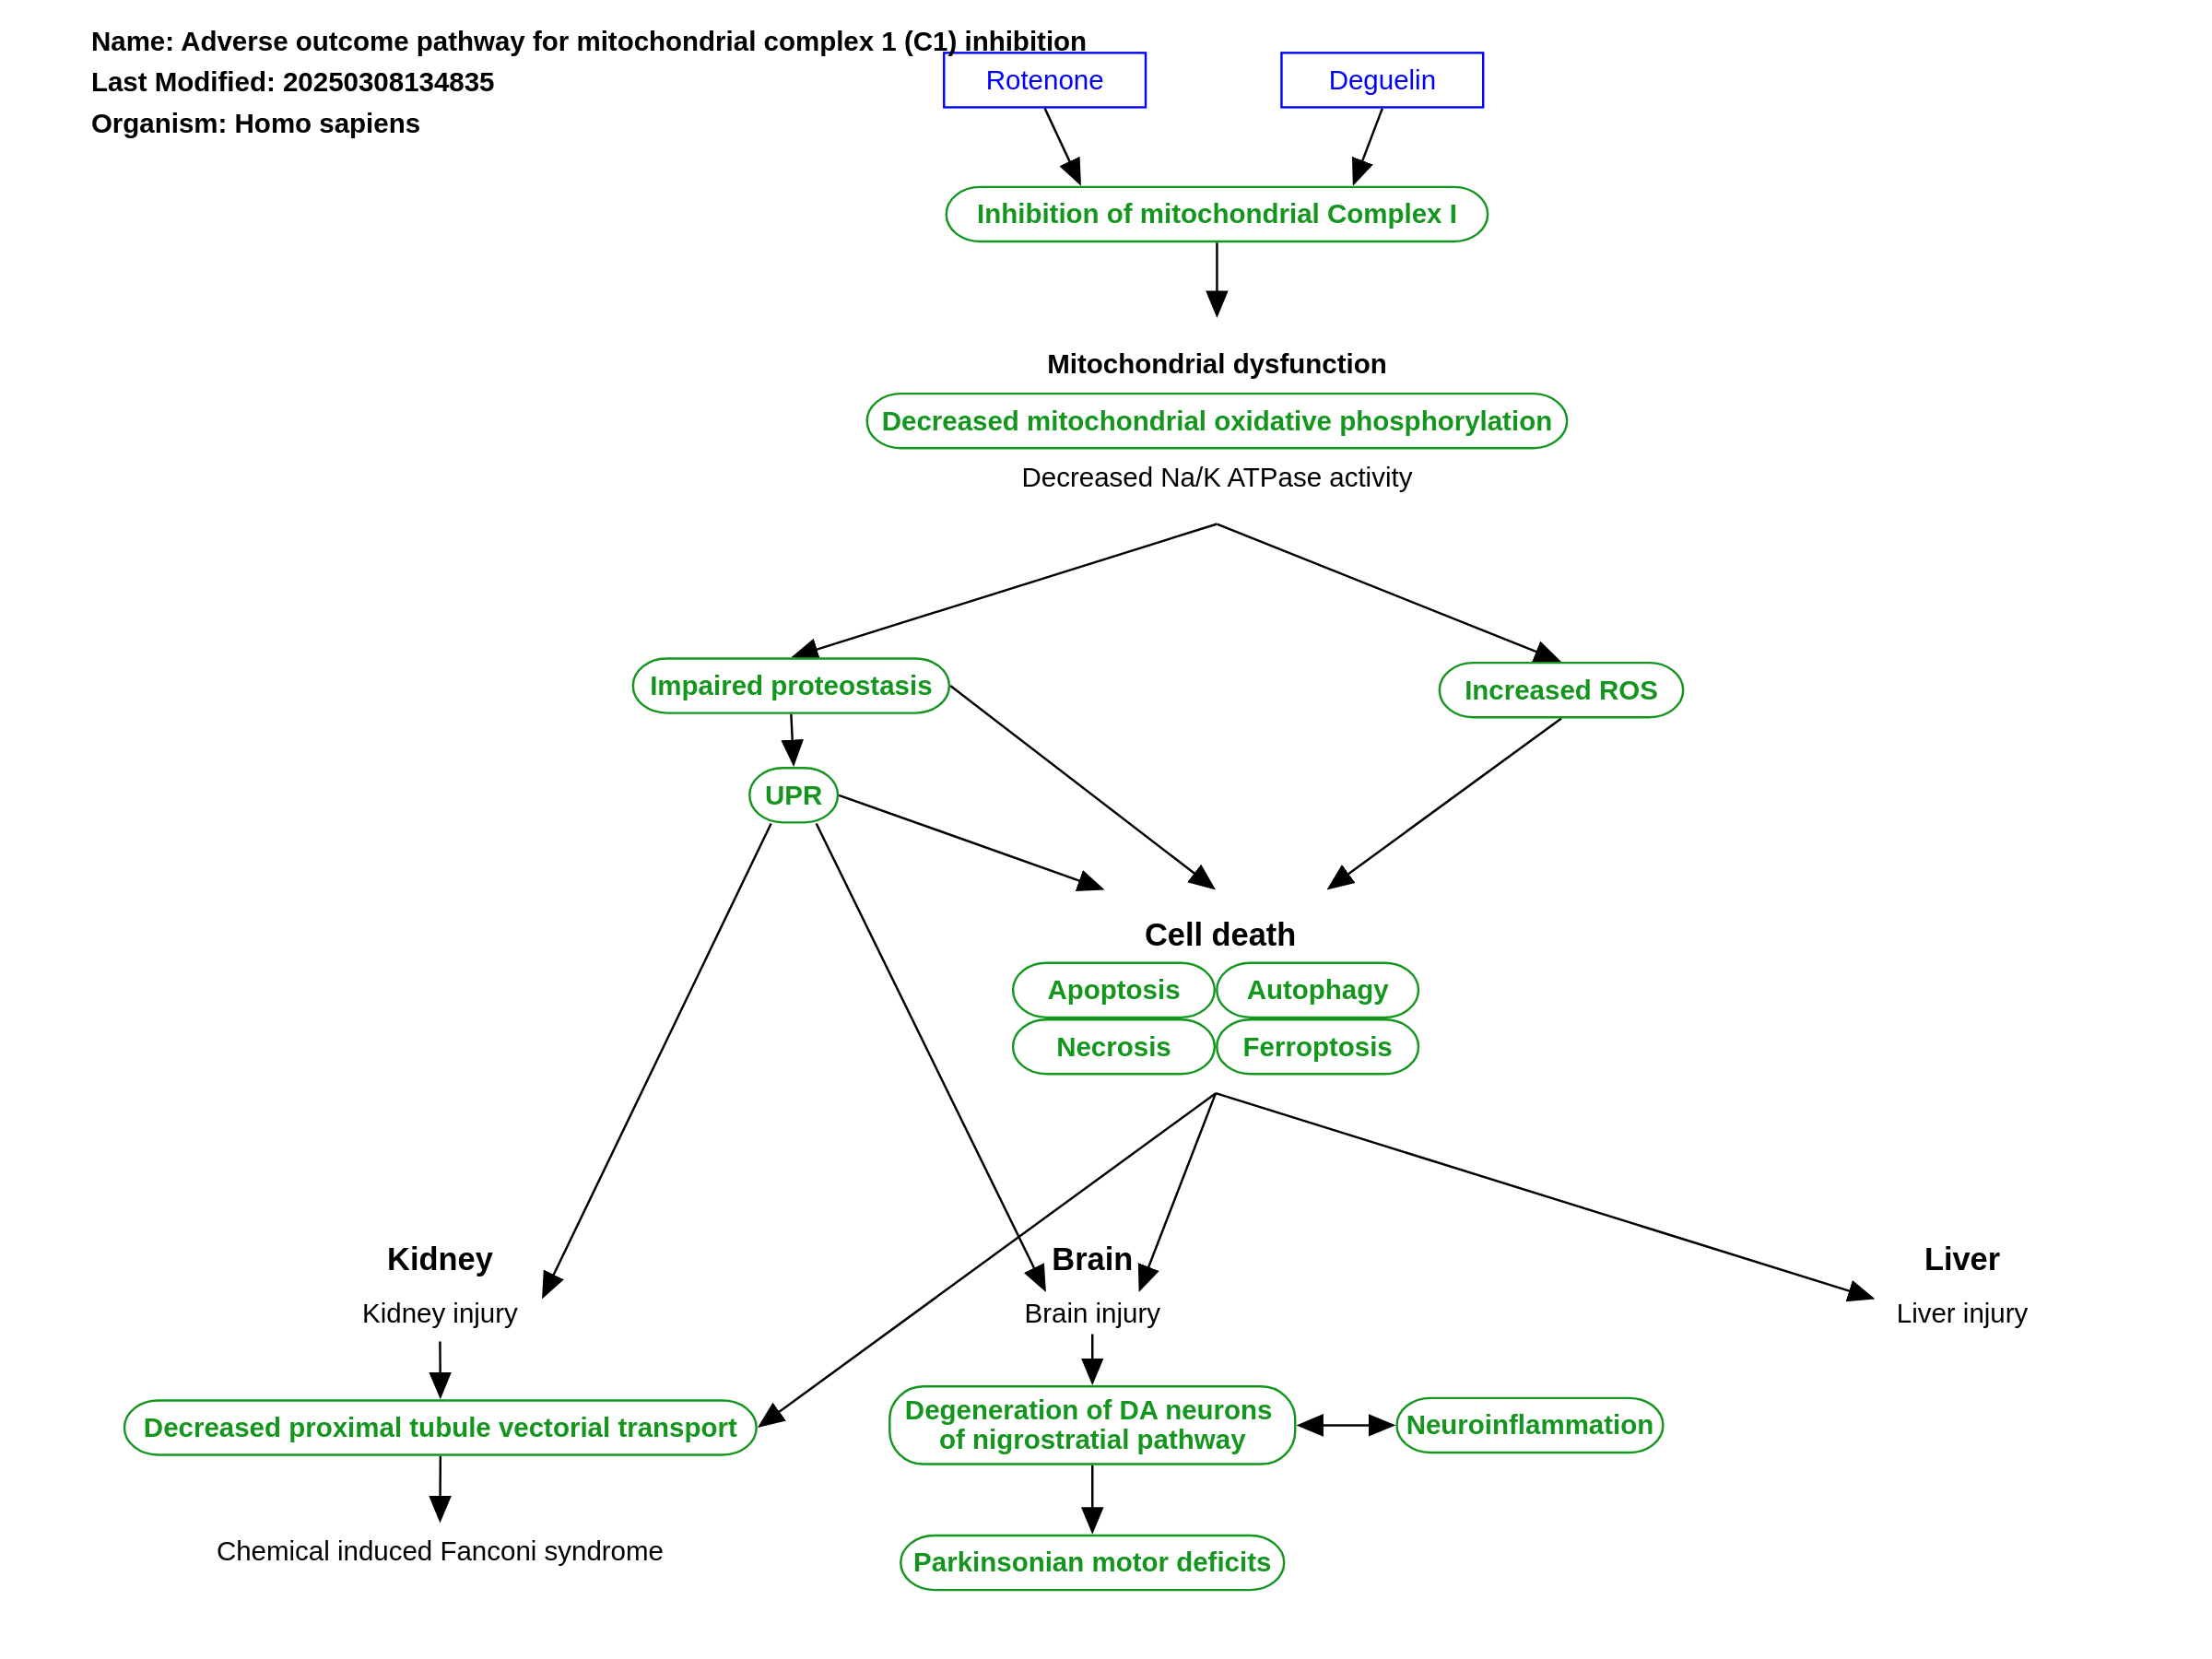 Name: Adverse outcome pathway for mitochondrial complex 1 (C1) inhibition
Last Modified: 20250308134835
Organism: Homo sapiens
Rotenone
Deguelin
Inhibition of mitochondrial Complex I
Mitochondrial dysfunction
Decreased mitochondrial oxidative phosphorylation
Decreased Na/K ATPase activity
Impaired proteostasis
Increased ROS
UPR
Cell death
Apoptosis
Autophagy
Necrosis
Ferroptosis
Kidney
Brain
Liver
Kidney injury
Brain injury
Liver injury
Decreased proximal tubule vectorial transport
Degeneration of DA neurons
of nigrostratial pathway
Neuroinflammation
Chemical induced Fanconi syndrome
Parkinsonian motor deficits